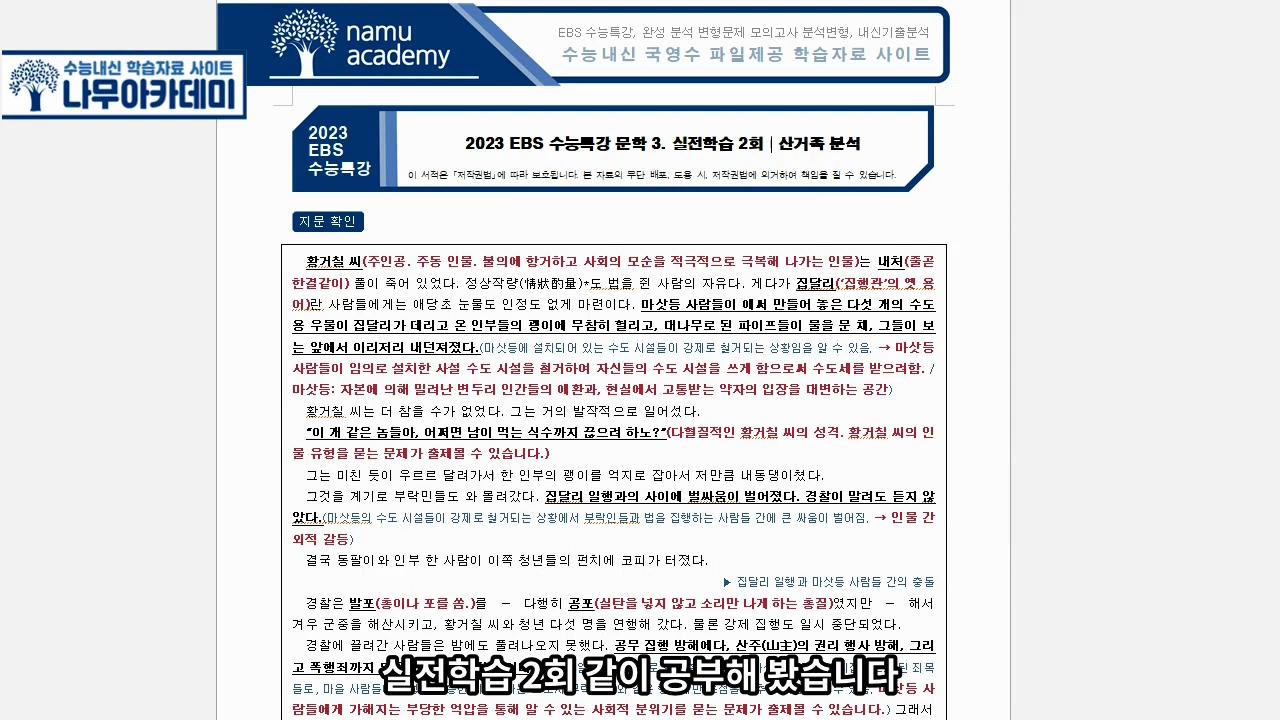 namu
academy
EBS 수능특강, 완성 분석 변형문제 모의고사 분석변형, 내신기출분석
수능내신 국영수 파일제공 학습자료 사이트
수능내신 학습자료 사이트
나무아카데미
2023
EBS
수능특강
2023 EBS 수능특강 문학 3. 실전학습 2회 | 산거족 분석
이 서적은 「저작권법」에 따라 보호됩니다. 본 자료의 무단 배포, 도용 시, 저작권법에 의거하여 책임을 질 수 있습니다.
지문 확인
황거칠 씨(주인공. 주동 인물. 불의에 항거하고 사회의 모순을 적극적으로 극복해 나가는 인물)는 내처(줄곧
한결같이) 풀이 죽어 있었다. 정상작량(情狀酌量)*도 법을 전 사람의 자유다. 게다가 집달리('집행관'의 옛 용
어)란 사람들에게는 애당초 눈물도 인정도 없게 마련이다. 마삿등 사람들이 애써 만들어 놓은 다섯 개의 수도
용 우물이 집달리가 데리고 온 인부들의 괭이에 무참히 헐리고, 대나무로 된 파이프들이 물을 문 채, 그들이 보
는 앞에서 이리저리 내던져졌다.(마삿등에 설치되어 있는 수도 시설들이 강제로 철거되는 상황임을 알 수 있음. → 마삿등
사람들이 임의로 설치한 사설 수도 시설을 철거하여 자신들의 수도 시설을 쓰게 함으로써 수도세를 받으려함. /
마삿등: 자본에 의해 밀려난 변두리 인간들의 애환과, 현실에서 고통받는 약자의 입장을 대변하는 공간)
황거칠 씨는 더 참을 수가 없었다. 그는 거의 발작적으로 일어섰다.
"이 개 같은 놈들아, 어쩌면 남이 먹는 식수까지 끊으려 하노?"(다혈질적인 황거칠 씨의 성격. 황거칠 씨의 인
물 유형을 묻는 문제가 출제될 수 있습니다.)
그는 미친 듯이 우르르 달려가서 한 인부의 괭이를 억지로 잡아서 저만큼 내동댕이쳤다.
그것을 계기로 부락민들도 와 몰려갔다. 집달리 일행과의 사이에 벌싸움이 벌어졌다. 경찰이 말려도 듣지 않
았다.(마삿등의 수도 시설들이 강제로 철거되는 상황에서 부락인들과 법을 집행하는 사람들 간에 큰 싸움이 벌어짐. → 인물 간
외적 갈등)
결국 동팔이와 인부 한 사람이 이쪽 청년들의 펀치에 코피가 터졌다.
▶ 집달리 일행과 마삿등 사람들 간의 충돌
경찰은 발포(총이나 포를 쏨.)를 — 다행히 공포(실탄을 넣지 않고 소리만 나게 하는 총질)였지만 — 해서
겨우 군중을 해산시키고, 황거칠 씨와 청년 다섯 명을 연행해 갔다. 물론 강제 집행도 일시 중단되었다.
경찰에 끌려간 사람들은 밤에도 풀려나오지 못했다. 공무 집행 방해에다, 산주(山主)의 권리 행사 방해, 그리
고 폭행죄까지
된 죄목
들로, 마을 사람들
마삿등 사
람들에게 가해지는 부당한 억압을 통해 알 수 있는 사회적 분위기를 묻는 문제가 출제될 수 있습니다.) 그래서
실전학습 2회 같이 공부해 봤습니다